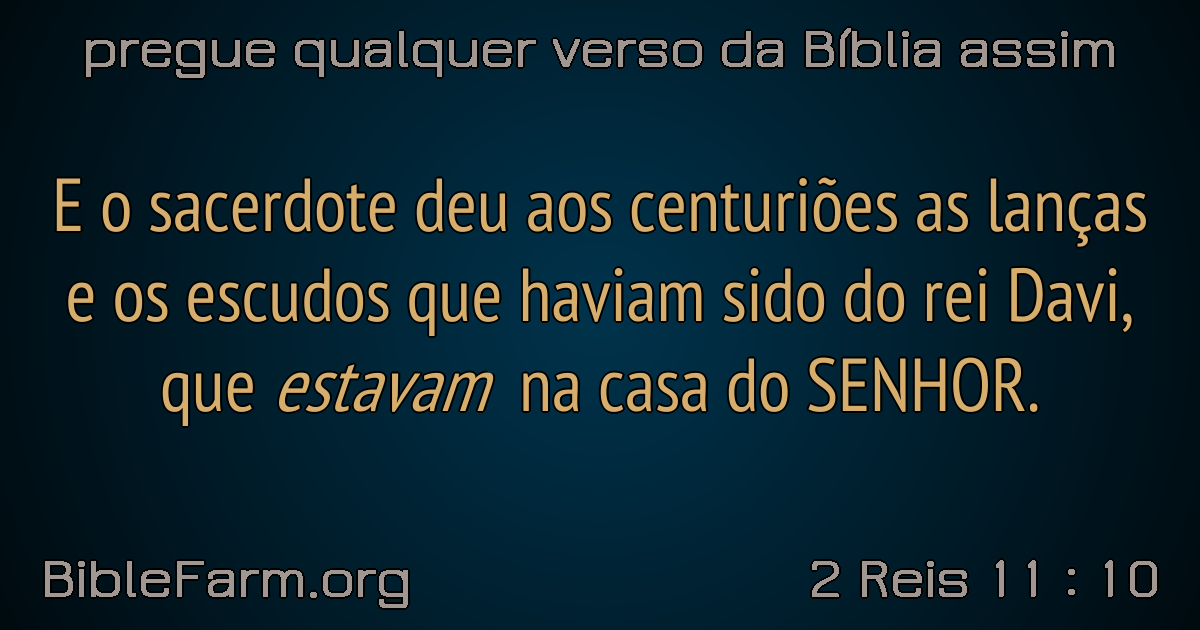 pregue qualquer verso da Bíblia assim
E o sacerdote deu aos centuriões as lanças
e os escudos que haviam sido do rei Davi,
que estavam na casa do SENHOR.
BibleFarm.org
2 Reis 11 : 10